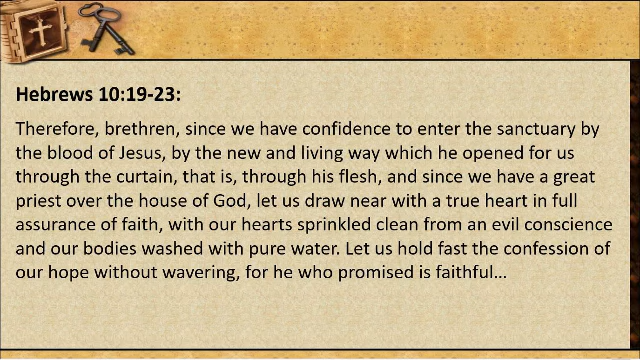 Hebrews 10:19-23:
Therefore, brethren, since we have confidence to enter the sanctuary by
the blood of Jesus, by the new and living way which he opened for us
through the curtain, that is, through his flesh, and since we have a great
priest over the house of God, let us draw near with a true heart in full
assurance of faith, with our hearts sprinkled clean from an evil conscience
and our bodies washed with pure water. Let us hold fast the confession of
our hope without wavering, for he who promised is faithful…